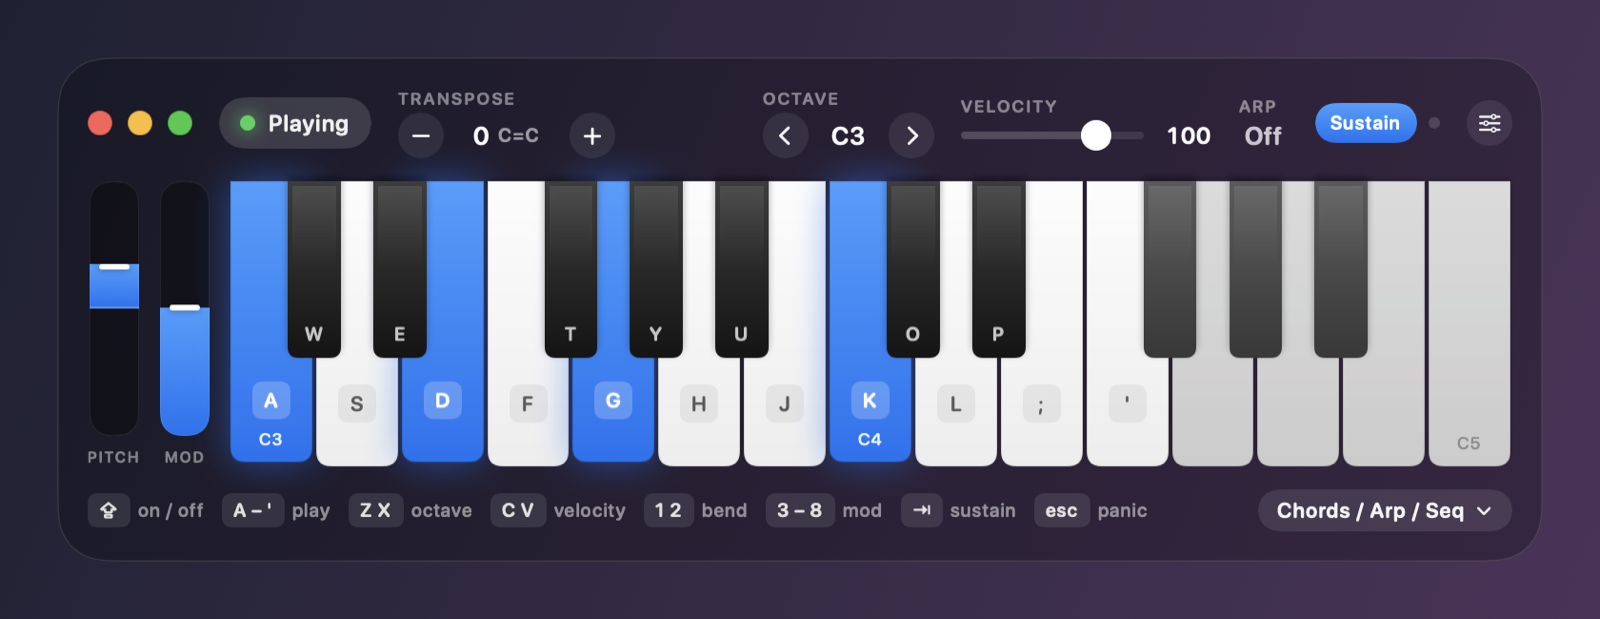 TRANSPOSE
OCTAVE
VELOCITY
ARP
Playing
0 C=C
C3
100
Off
Sustain
W E T Y U O P
A S D F G H J K L ; '
C3 C4 C5
PITCH MOD
on / off A – ' play Z X octave C V velocity 1 2 bend 3 – 8 mod sustain esc panic
Chords / Arp / Seq